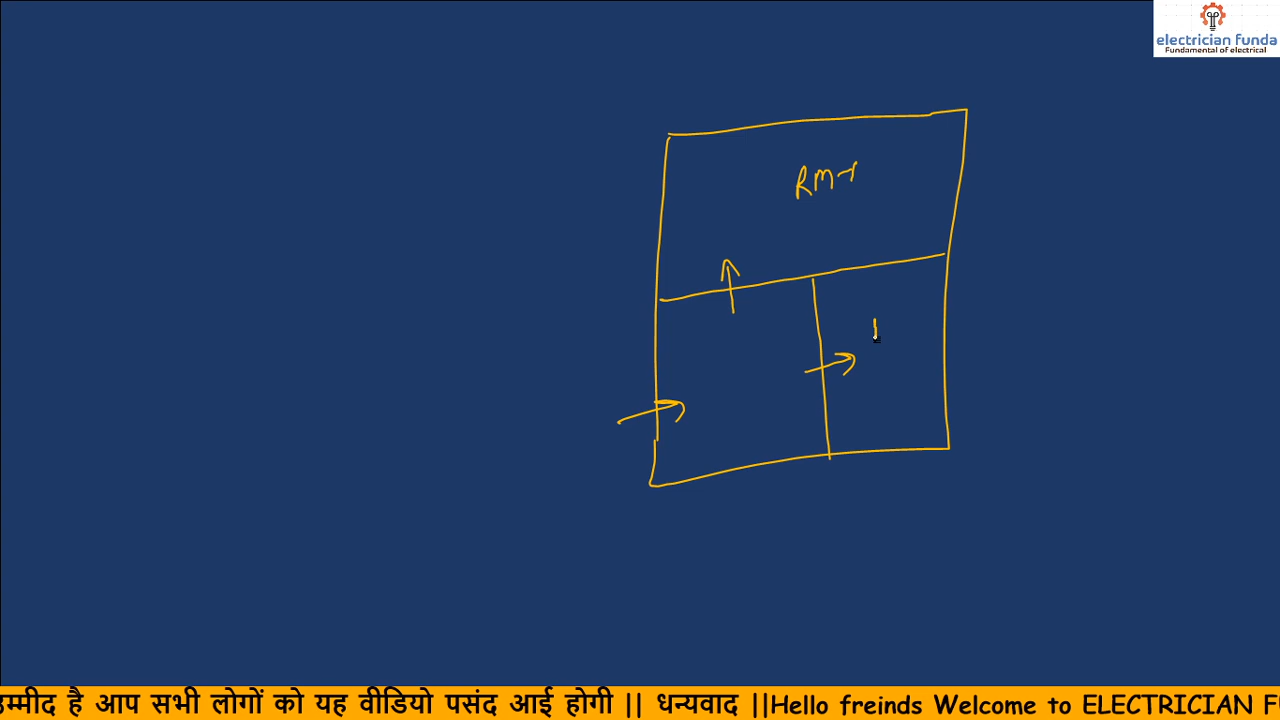 electrician funda
Fundamental of electrical
RM-1
उम्मीद है आप सभी लोगों को यह वीडियो पसंद आई होगी || धन्यवाद ||Hello freinds Welcome to ELECTRICIAN F